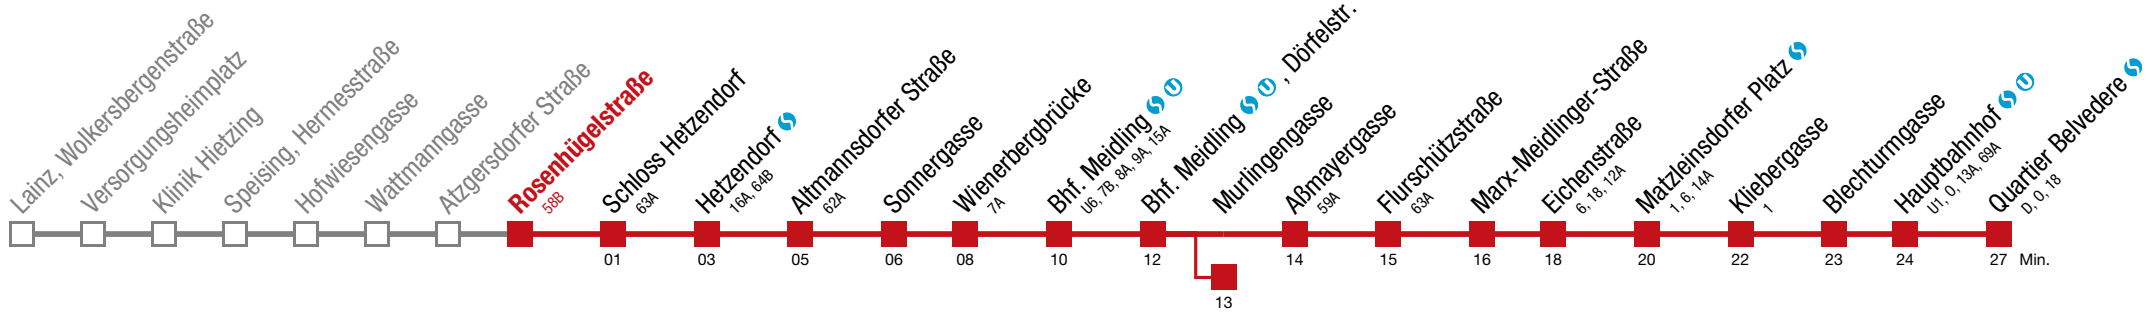 Lainz, Wolkersbergenstraße
Versorgungsheimplatz
Klinik Hietzing
Speising, Hermesstraße
Hofwiesengasse
Wattmanngasse
Atzgersdorfer Straße
Rosenhügelstraße
58B
Schloss Hetzendorf
63A
Hetzendorf S
16A, 64B
Altmannsdorfer Straße
62A
Sonnergasse
Wienerbergbrücke
7A
Bhf. Meidling S U
U6, 7B, 8A, 9A, 15A
Bhf. Meidling S U , Dörfelstr.
Murlingengasse
Aßmayergasse
59A
Flurschützstraße
63A
Marx-Meidlinger-Straße
Eichenstraße
6, 18, 12A
Matzleinsdorfer Platz S
1, 6, 14A
Kliebergasse
1
Blechturmgasse
Hauptbahnhof S U
U1, O, 13A, 69A
Quartier Belvedere S
D, O, 18
01 03 05 06 08 10 12 14 15 16 18 20 22 23 24 27 Min.
13